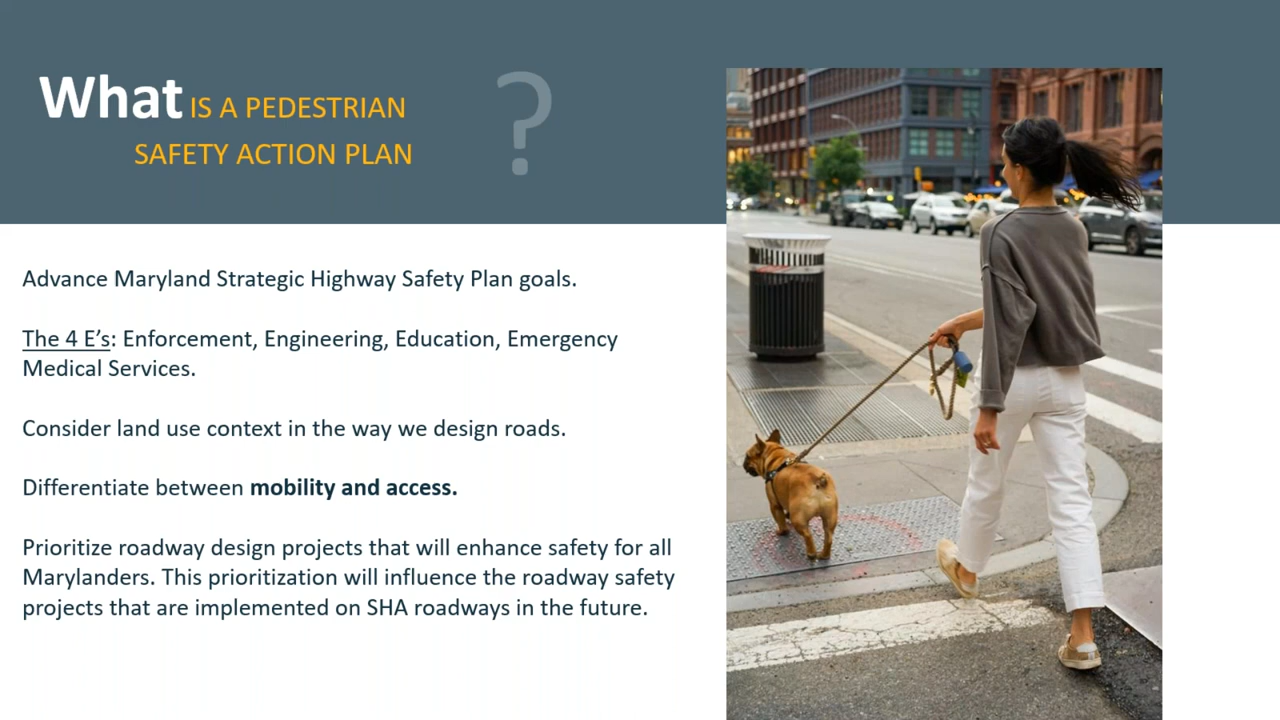 What IS A PEDESTRIAN
SAFETY ACTION PLAN ?
Advance Maryland Strategic Highway Safety Plan goals.
The 4 E’s: Enforcement, Engineering, Education, Emergency
Medical Services.
Consider land use context in the way we design roads.
Differentiate between mobility and access.
Prioritize roadway design projects that will enhance safety for all
Marylanders. This prioritization will influence the roadway safety
projects that are implemented on SHA roadways in the future.